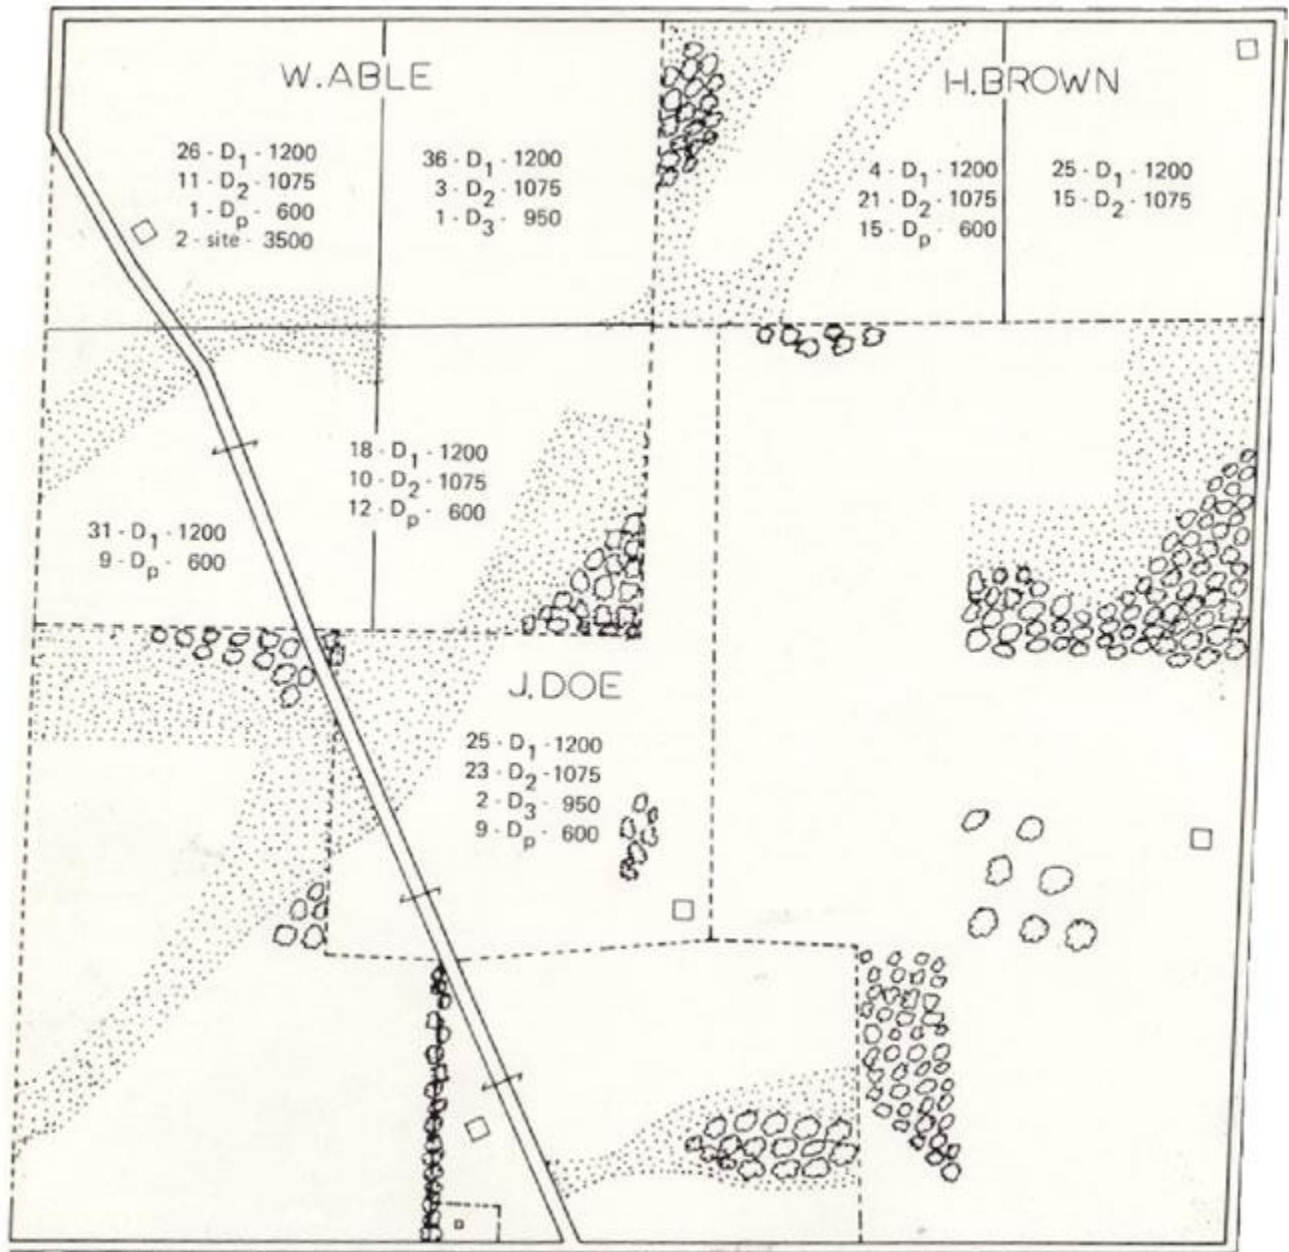 W.ABLE
26 - D1 - 1200
11 - D2 - 1075
1 - Dp - 600
2 - site - 3500
36 - D1 - 1200
3 - D2 - 1075
1 - D3 - 950
H.BROWN
4 - D1 - 1200
21 - D2 - 1075
15 - Dp - 600
25 - D1 - 1200
15 - D2 - 1075
18 - D1 - 1200
10 - D2 - 1075
12 - Dp - 600
31 - D1 - 1200
9 - Dp - 600
J.DOE
25 - D1 - 1200
23 - D2 - 1075
2 - D3 - 950
9 - Dp - 600